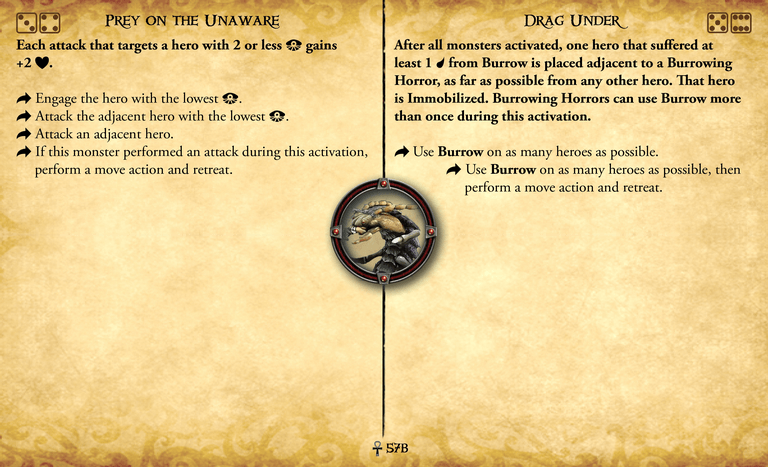 Prey on the Unaware
Each attack that targets a hero with 2 or less gains
+2 .
Engage the hero with the lowest .
Attack the adjacent hero with the lowest .
Attack an adjacent hero.
If this monster performed an attack during this activation,
perform a move action and retreat.
Drag Under
After all monsters activated, one hero that suffered at
least 1 from Burrow is placed adjacent to a Burrowing
Horror, as far as possible from any other hero. That hero
is Immobilized. Burrowing Horrors can use Burrow more
than once during this activation.
Use Burrow on as many heroes as possible.
Use Burrow on as many heroes as possible, then
perform a move action and retreat.
57B